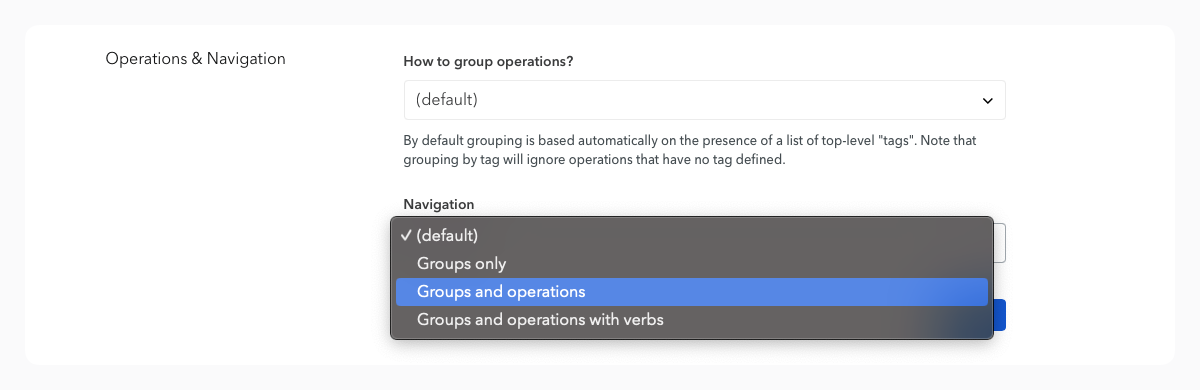 Operations & Navigation
How to group operations?
(default)
By default grouping is based automatically on the presence of a list of top-level "tags". Note that
grouping by tag will ignore operations that have no tag defined.
Navigation
✓ (default)
Groups only
Groups and operations
Groups and operations with verbs